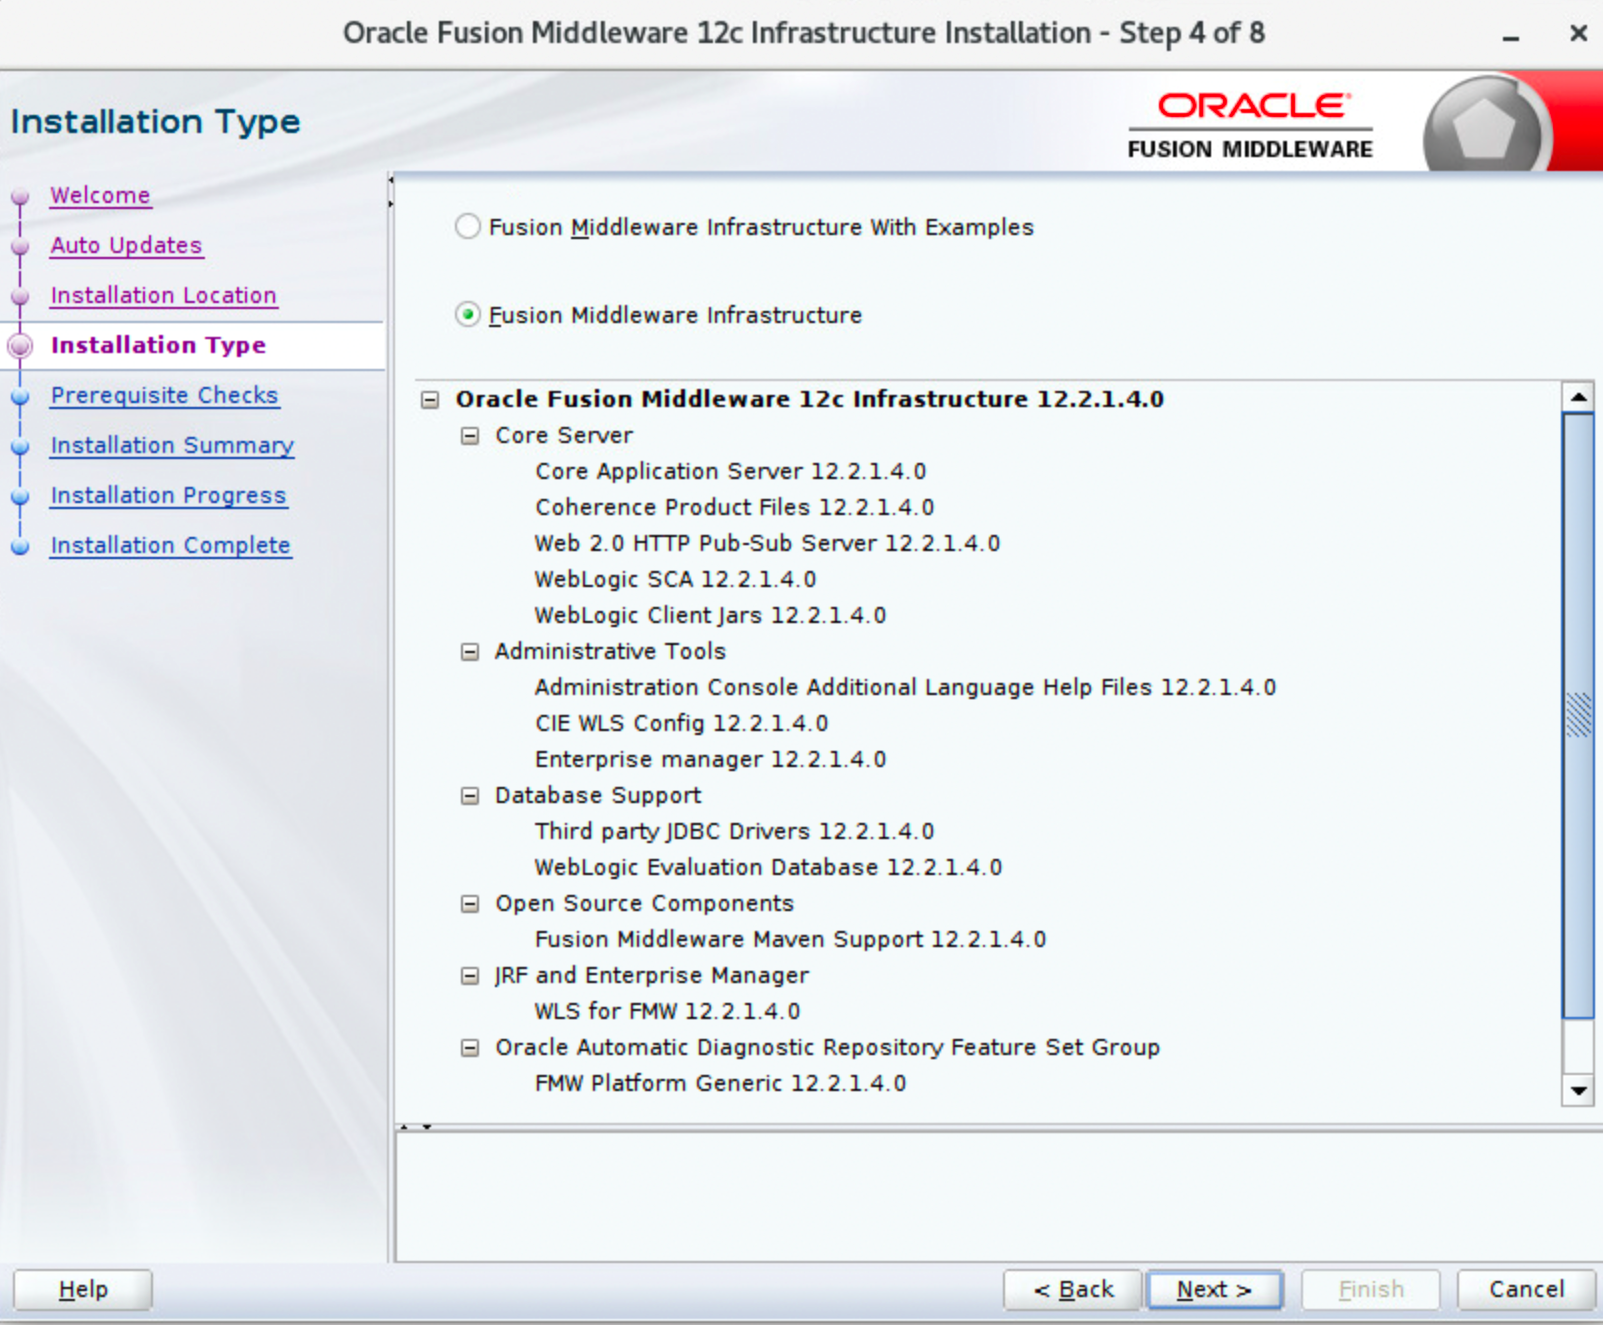 Oracle Fusion Middleware 12c Infrastructure Installation - Step 4 of 8
Installation Type
ORACLE
FUSION MIDDLEWARE
Welcome
Auto Updates
Installation Location
Installation Type
Prerequisite Checks
Installation Summary
Installation Progress
Installation Complete
Fusion Middleware Infrastructure With Examples
Fusion Middleware Infrastructure
Oracle Fusion Middleware 12c Infrastructure 12.2.1.4.0
Core Server
Core Application Server 12.2.1.4.0
Coherence Product Files 12.2.1.4.0
Web 2.0 HTTP Pub-Sub Server 12.2.1.4.0
WebLogic SCA 12.2.1.4.0
WebLogic Client Jars 12.2.1.4.0
Administrative Tools
Administration Console Additional Language Help Files 12.2.1.4.0
CIE WLS Config 12.2.1.4.0
Enterprise manager 12.2.1.4.0
Database Support
Third party JDBC Drivers 12.2.1.4.0
WebLogic Evaluation Database 12.2.1.4.0
Open Source Components
Fusion Middleware Maven Support 12.2.1.4.0
JRF and Enterprise Manager
WLS for FMW 12.2.1.4.0
Oracle Automatic Diagnostic Repository Feature Set Group
FMW Platform Generic 12.2.1.4.0
Help
< Back
Next >
Finish
Cancel